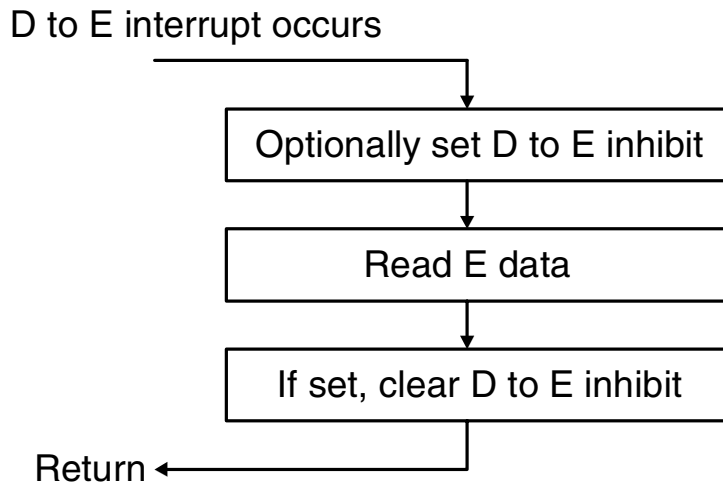 D to E interrupt occurs
Optionally set D to E inhibit
Read E data
If set, clear D to E inhibit
Return